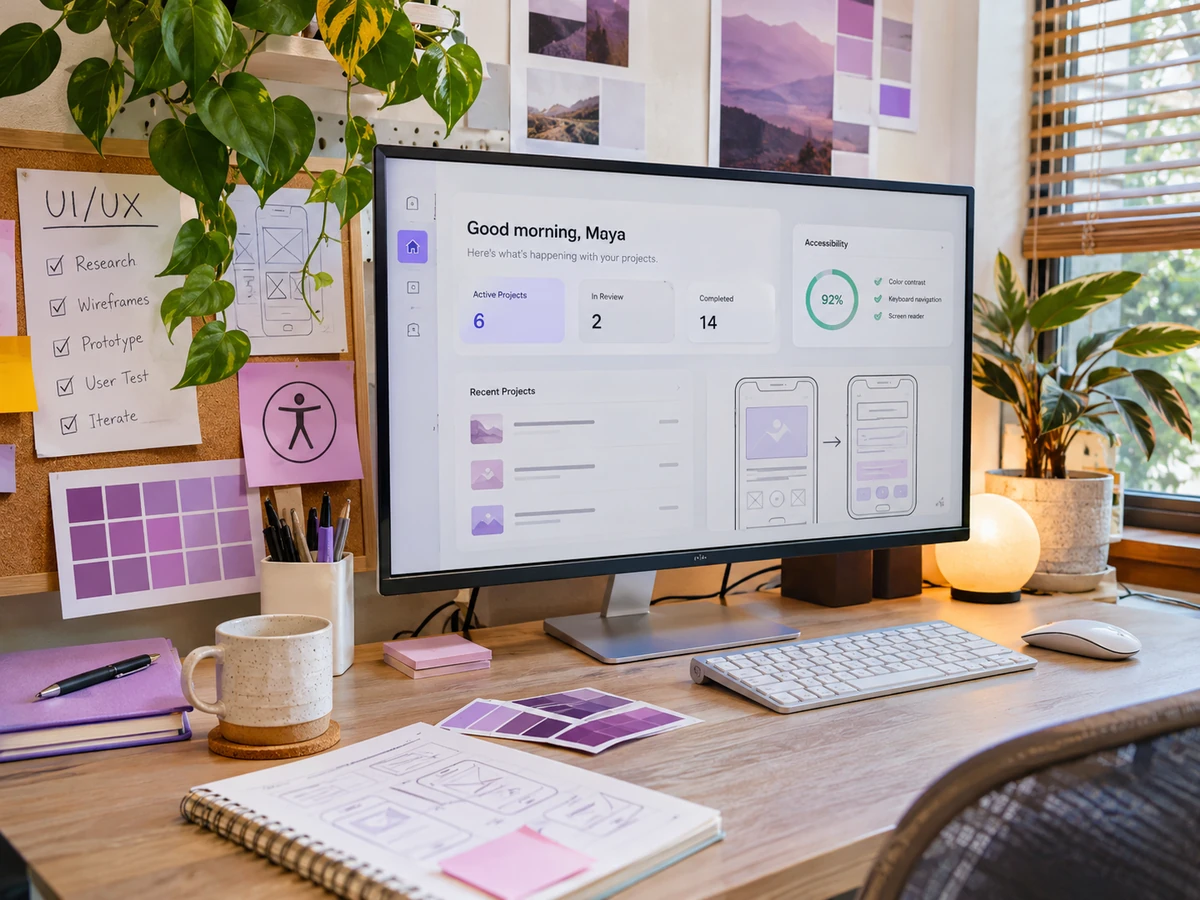 UI/UX
Research
Wireframes
Prototype
User Test
Iterate
Good morning, Maya
Here's what's happening with your projects.
Active Projects
6
In Review
2
Completed
14
Accessibility
92%
Color contrast
Keyboard navigation
Screen reader
Recent Projects